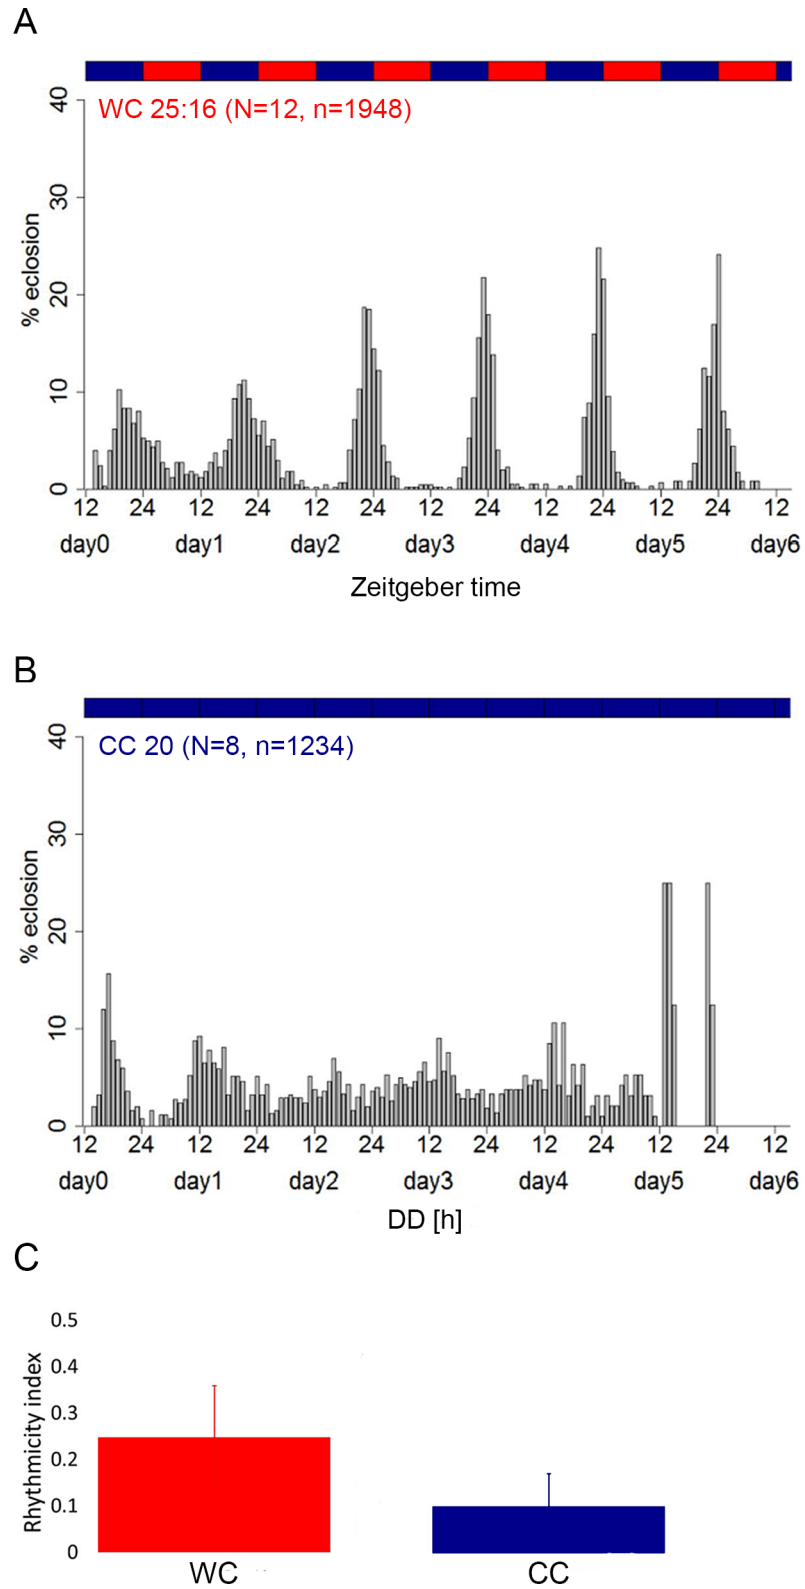 A
WC 25:16 (N=12, n=1948)
% eclosion
40
30
20
10
0
12 24 12 24 12 24 12 24 12 24 12 24 12
day0 day1 day2 day3 day4 day5 day6
Zeitgeber time
B
CC 20 (N=8, n=1234)
% eclosion
40
30
20
10
0
12 24 12 24 12 24 12 24 12 24 12 24 12
day0 day1 day2 day3 day4 day5 day6
DD [h]
C
Rhythmicity index
0.5
0.4
0.3
0.2
0.1
0
WC CC